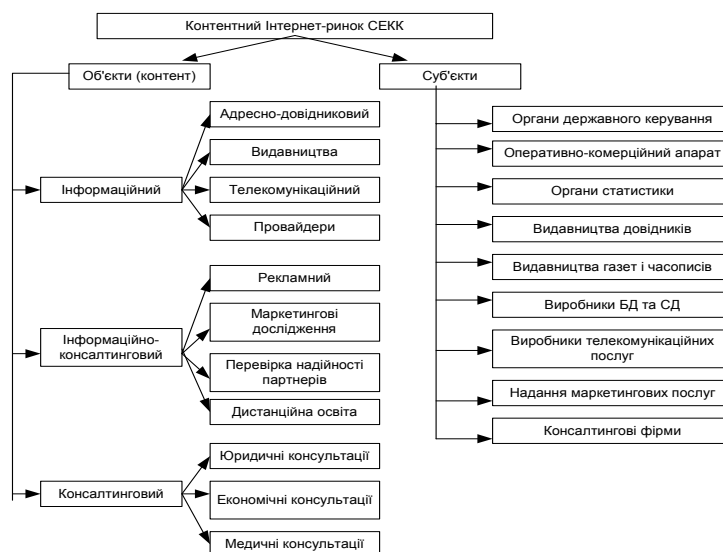 Контентний Інтернет-ринок СЕКК
Об'єкти (контент)
Суб'єкти
Адресно-довідниковий
Видавництва
Інформаційний
Телекомунікаційний
Провайдери
Рекламний
Маркетингові
дослідження
Інформаційно-
консалтинговий
Перевірка надійності
партнерів
Дистанційна освіта
Юридичні консультації
Консалтинговий
Економічні консультації
Медичні консультації
Органи державного керування
Оперативно-комерційний апарат
Органи статистики
Видавництва довідників
Видавництва газет і часописів
Виробники БД та СД
Виробники телекомунікаційних
послуг
Надання маркетингових послуг
Консалтингові фірми